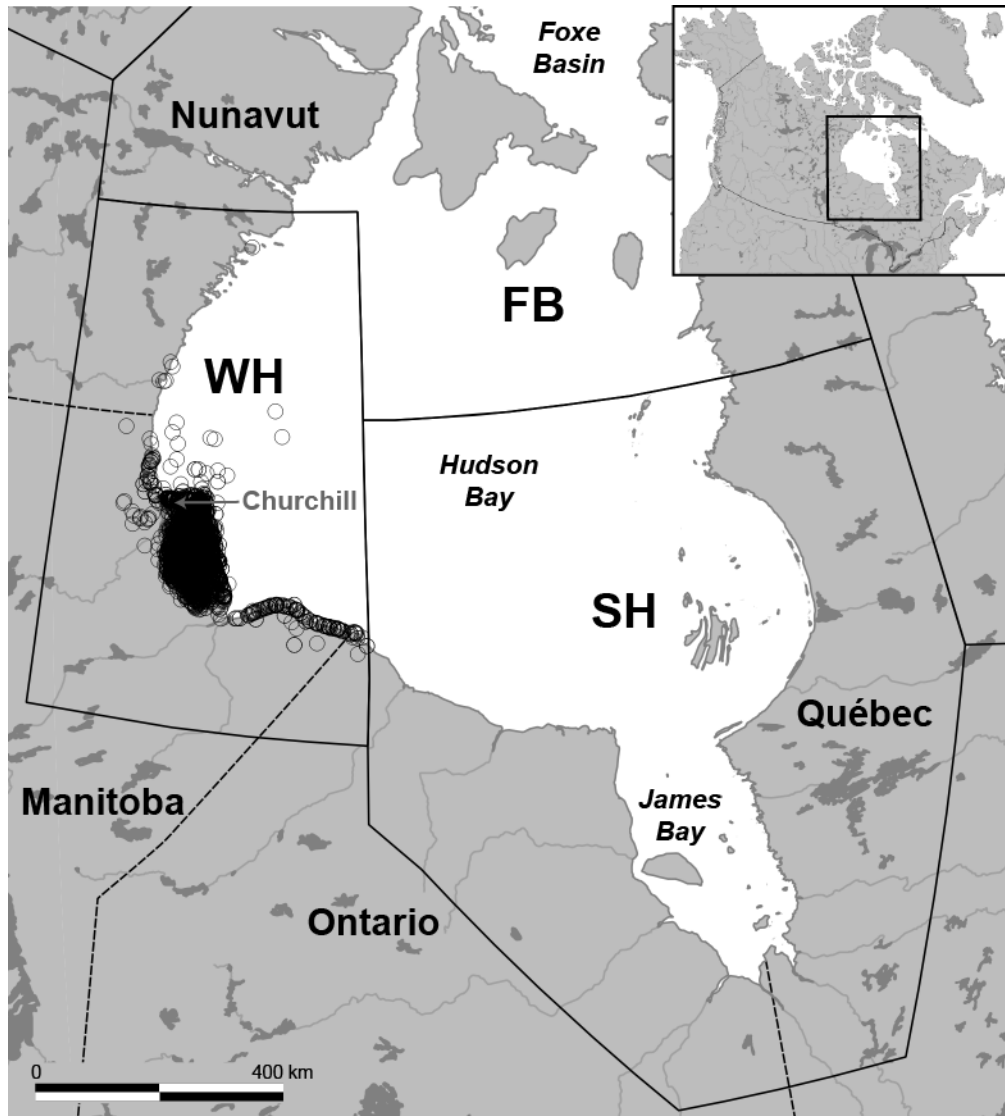 Foxe
Basin
Nunavut
FB
WH
Hudson
Bay
Churchill
SH
Québec
Manitoba
James
Bay
Ontario
0 400 km